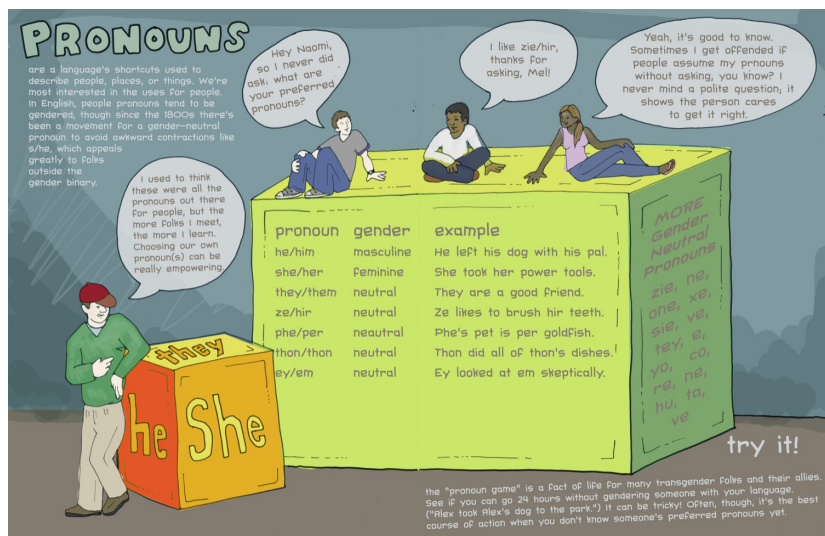 PRONOUNS
are a language's shortcuts used to
describe people, places, or things. We're
most interested in the uses for people.
In English, people pronouns tend to be
gendered, though since the 1800s there's
been a movement for a gender-neutral
pronoun to avoid awkward contractions like
s/he, which appeals
greatly to folks
outside the
gender binary.
Hey Naomi,
so I never did
ask: what are
your preferred
pronouns?
I like zie/hir,
thanks for
asking, Mel!
Yeah, it's good to know.
Sometimes I get offended if
people assume my prnouns
without asking, you know? I
never mind a polite question; it
shows the person cares
to get it right.
I used to think
these were all the
pronouns out there
for people, but the
more folks I meet,
the more I learn.
Choosing our own
pronoun(s) can be
really empowering.
they
he
She
pronoun gender example
he/him masculine He left his dog with his pal.
she/her feminine She took her power tools.
they/them neutral They are a good friend.
ze/hir neutral Ze likes to brush hir teeth.
phe/per neautral Phe's pet is per goldfish.
thon/thon neutral Thon did all of thon's dishes.
ey/em neutral Ey looked at em skeptically.
MORE
Gender
Neutral
Pronouns
zie, ne,
one, xe,
sie, ve,
tey, e,
yo, co,
re, ne,
hu, ta,
ve
try it!
the "pronoun game" is a fact of life for many transgender folks and their allies.
See if you can go 24 hours without gendering someone with your language.
("Alex took Alex's dog to the park.") It can be tricky! Often, though, it's the best
course of action when you don't know someone's preferred pronouns yet.